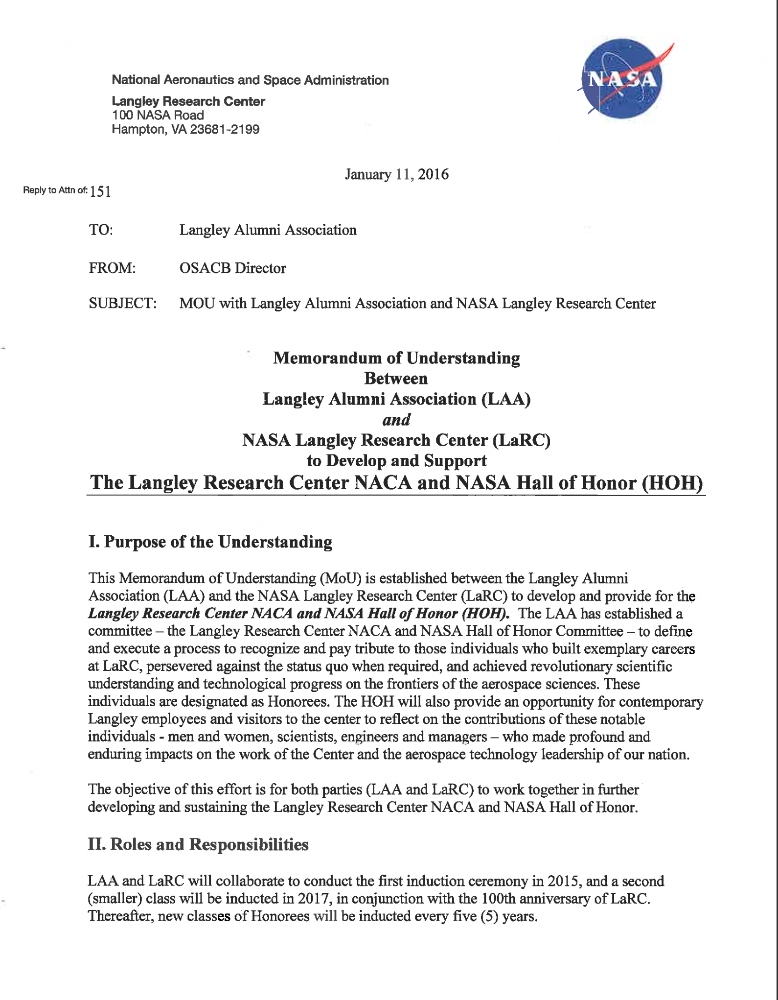 NASA
National Aeronautics and Space Administration
Langley Research Center
100 NASA Road
Hampton, VA 23681-2199
January 11, 2016
Reply to Attn of: 151
TO: Langley Alumni Association
FROM: OSACB Director
SUBJECT: MOU with Langley Alumni Association and NASA Langley Research Center
Memorandum of Understanding
Between
Langley Alumni Association (LAA)
and
NASA Langley Research Center (LaRC)
to Develop and Support
The Langley Research Center NACA and NASA Hall of Honor (HOH)
I. Purpose of the Understanding
This Memorandum of Understanding (MoU) is established between the Langley Alumni
Association (LAA) and the NASA Langley Research Center (LaRC) to develop and provide for the
Langley Research Center NACA and NASA Hall of Honor (HOH). The LAA has established a
committee – the Langley Research Center NACA and NASA Hall of Honor Committee – to define
and execute a process to recognize and pay tribute to those individuals who built exemplary careers
at LaRC, persevered against the status quo when required, and achieved revolutionary scientific
understanding and technological progress on the frontiers of the aerospace sciences. These
individuals are designated as Honorees. The HOH will also provide an opportunity for contemporary
Langley employees and visitors to the center to reflect on the contributions of these notable
individuals - men and women, scientists, engineers and managers – who made profound and
enduring impacts on the work of the Center and the aerospace technology leadership of our nation.
The objective of this effort is for both parties (LAA and LaRC) to work together in further
developing and sustaining the Langley Research Center NACA and NASA Hall of Honor.
II. Roles and Responsibilities
LAA and LaRC will collaborate to conduct the first induction ceremony in 2015, and a second
(smaller) class will be inducted in 2017, in conjunction with the 100th anniversary of LaRC.
Thereafter, new classes of Honorees will be inducted every five (5) years.